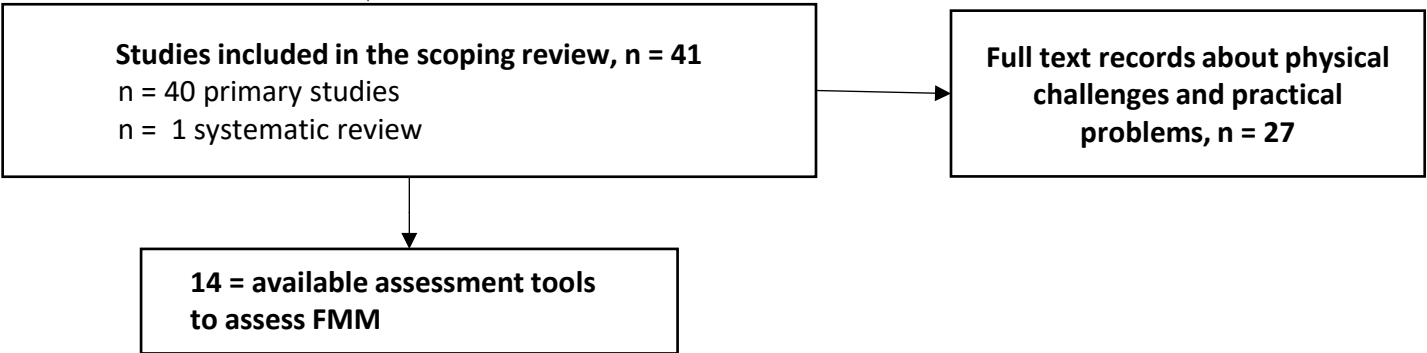 Studies included in the scoping review, n = 41
n = 40 primary studies
n =  1 systematic review
Full text records about physical
challenges and practical
problems, n = 27
14 = available assessment tools
to assess FMM